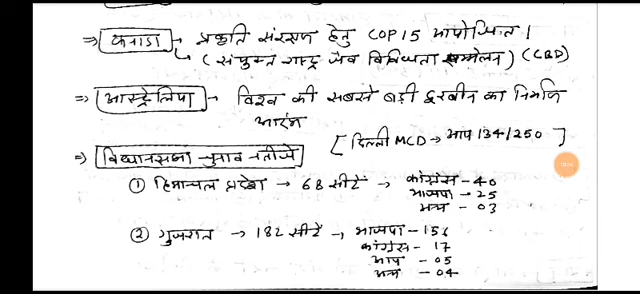 ⇒ कनाडा → प्रकृति संरक्षण हेतु COP15 आयोजित।
↳ (संयुक्त राष्ट्र जैव विविधता सम्मेलन) (CBD)
⇒ आस्ट्रेलिया → विश्व की सबसे बड़ी दूरबीन का निर्माण
आरंभ
[दिल्ली MCD → आप 134/250]
⇒ विधानसभा चुनाव नतीजे
① हिमाचल प्रदेश → 68 सीटें → कांग्रेस - 40
भाजपा - 25
अन्य - 03
② गुजरात → 182 सीटें → भाजपा - 156
कांग्रेस - 17
आप - 05
अन्य - 04